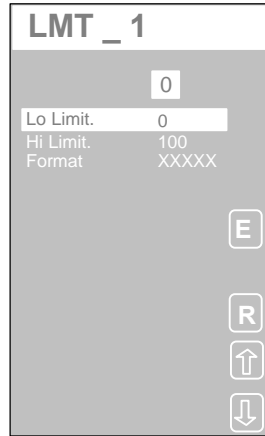 LMT _ 1
0
Lo Limit. 0
Hi Limit. 100
Format XXXXX
E
R